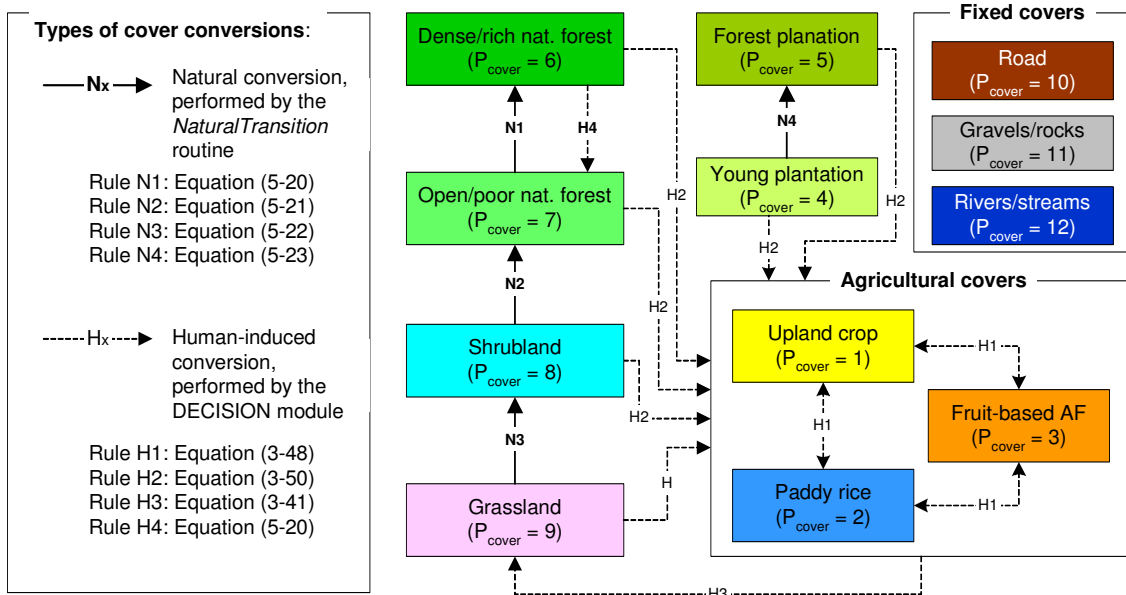 Types of cover conversions:
Nx
Natural conversion,
performed by the
NaturalTransition
routine
Rule N1: Equation (5-20)
Rule N2: Equation (5-21)
Rule N3: Equation (5-22)
Rule N4: Equation (5-23)
Hx
Human-induced
conversion,
performed by the
DECISION module
Rule H1: Equation (3-48)
Rule H2: Equation (3-50)
Rule H3: Equation (3-41)
Rule H4: Equation (5-20)
Dense/rich nat. forest
(Pcover = 6)
N1
H4
Open/poor nat. forest
(Pcover = 7)
N2
Shrubland
(Pcover = 8)
N3
Grassland
(Pcover = 9)
H2
H2
H2
H
H3
Forest planation
(Pcover = 5)
N4
Young plantation
(Pcover = 4)
H2
H2
Fixed covers
Road
(Pcover = 10)
Gravels/rocks
(Pcover = 11)
Rivers/streams
(Pcover = 12)
Agricultural covers
Upland crop
(Pcover = 1)
H1
H1
Fruit-based AF
(Pcover = 3)
Paddy rice
(Pcover = 2)
H1